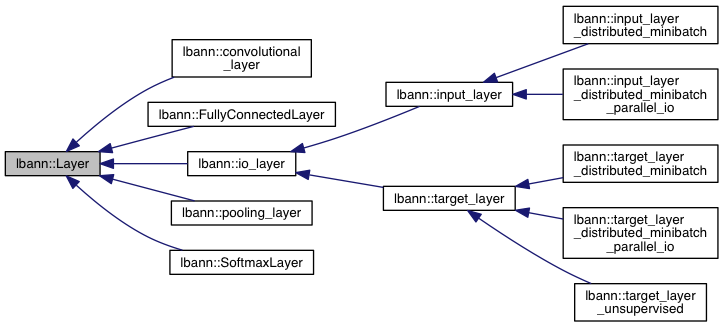 lbann::Layer
lbann::convolutional
_layer
lbann::FullyConnectedLayer
lbann::io_layer
lbann::pooling_layer
lbann::SoftmaxLayer
lbann::input_layer
lbann::target_layer
lbann::input_layer
_distributed_minibatch
lbann::input_layer
_distributed_minibatch
_parallel_io
lbann::target_layer
_distributed_minibatch
lbann::target_layer
_distributed_minibatch
_parallel_io
lbann::target_layer
_unsupervised